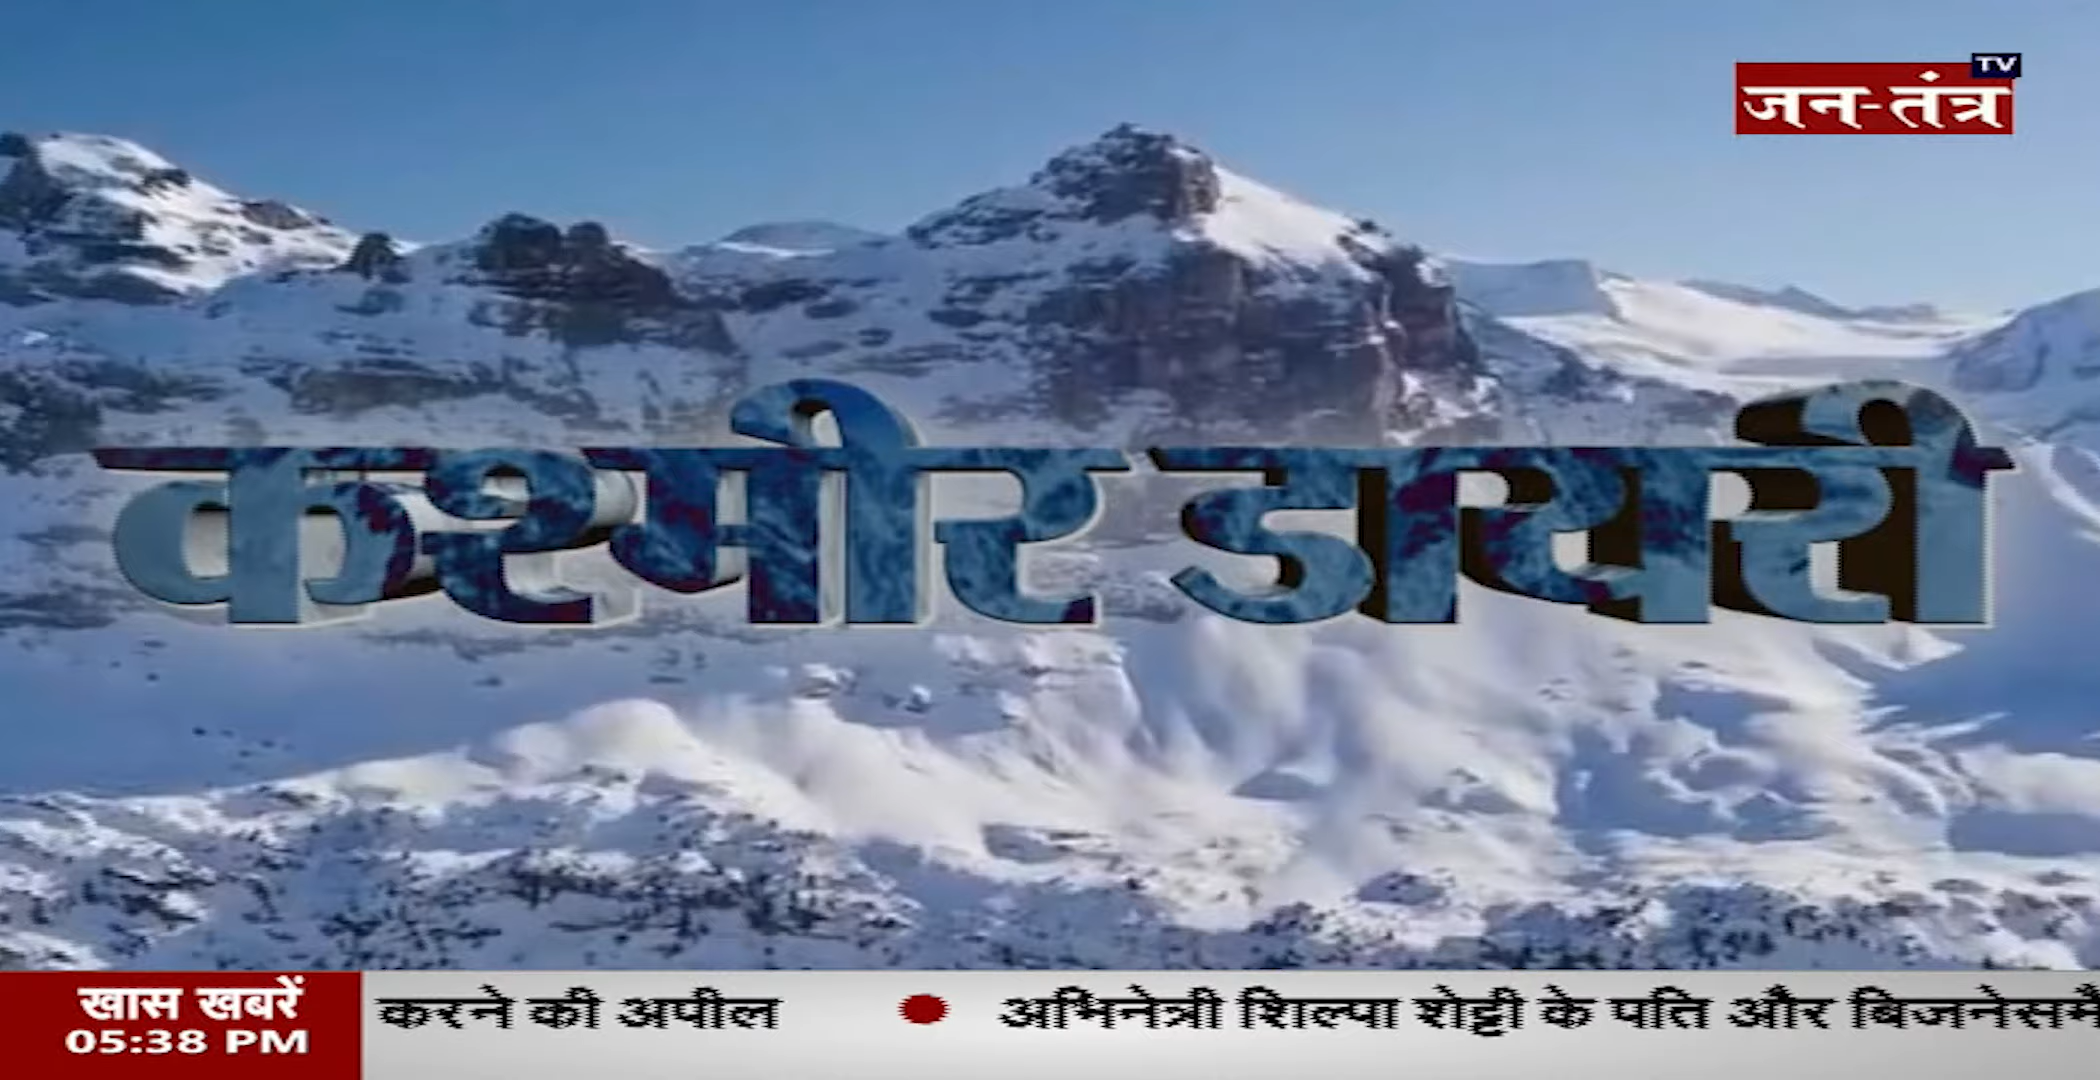 TV
जन-तंत्र
कश्मीर डायरी
खास खबरें
05:38 PM
करने की अपील
अभिनेत्री शिल्पा शेट्टी के पति और बिजनेसमै